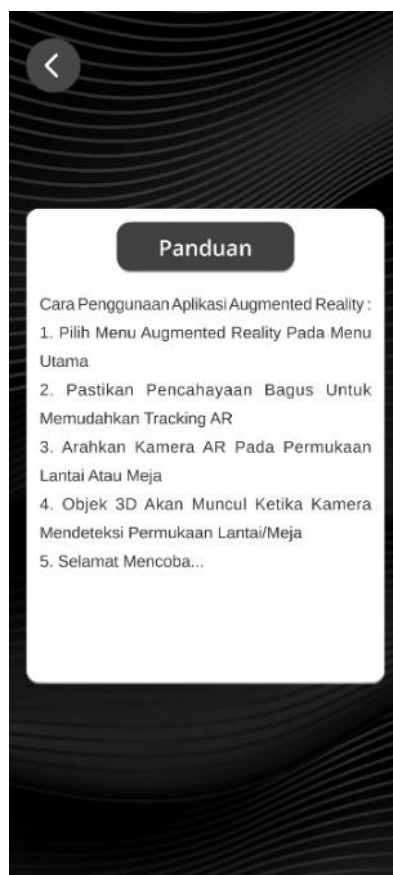 Panduan
Cara Penggunaan Aplikasi Augmented Reality :
1. Pilih Menu Augmented Reality Pada Menu
Utama
2. Pastikan Pencahayaan Bagus Untuk
Memudahkan Tracking AR
3. Arahkan Kamera AR Pada Permukaan
Lantai Atau Meja
4. Objek 3D Akan Muncul Ketika Kamera
Mendeteksi Permukaan Lantai/Meja
5. Selamat Mencoba...